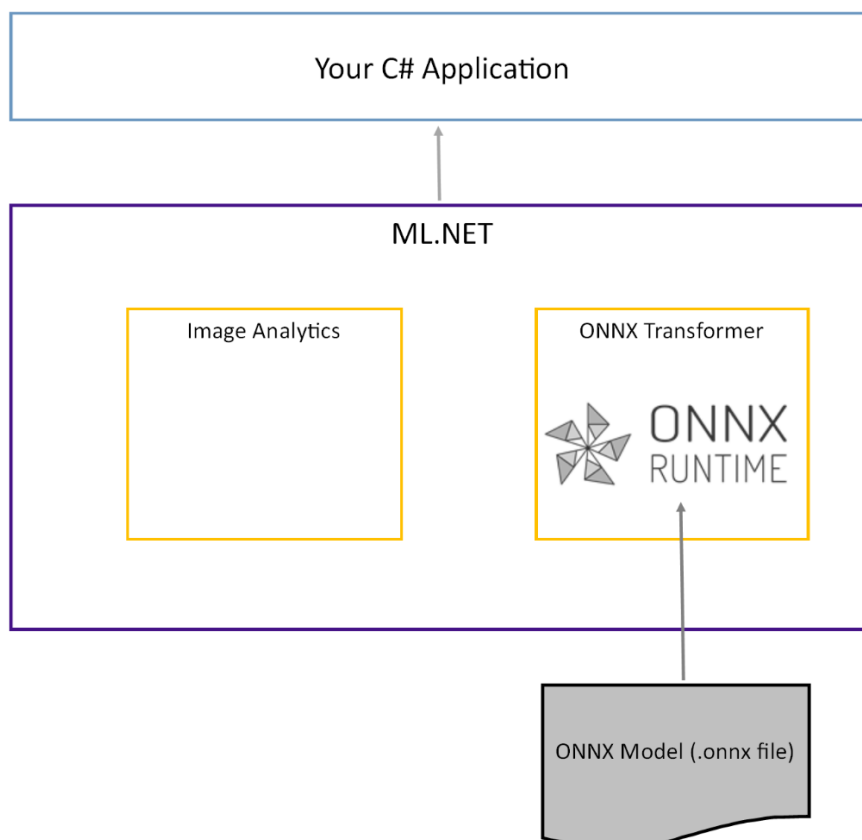 Your C# Application
ML.NET
Image Analytics
ONNX Transformer
ONNX
RUNTIME
ONNX Model (.onnx file)